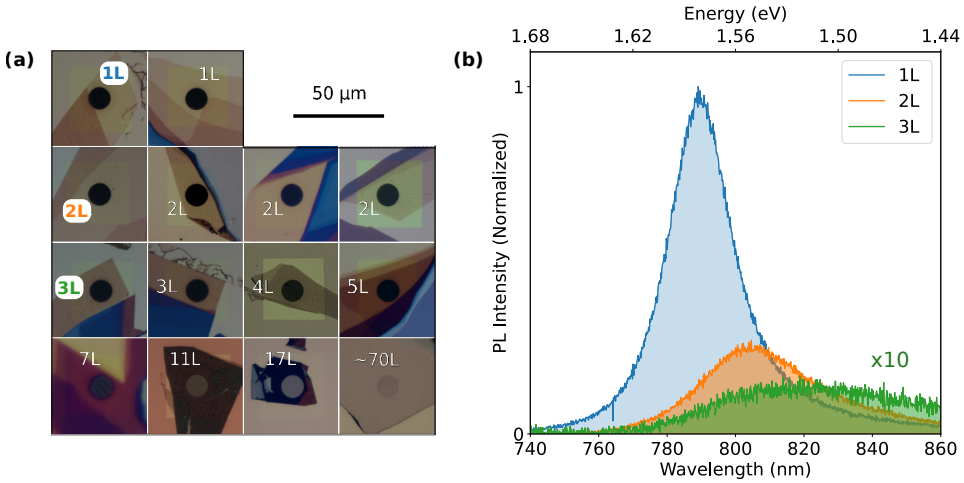 (a)
1L
1L
50 µm
2L
2L
2L
2L
3L
3L
4L
5L
7L
11L
17L
~70L
(b)
Energy (eV)
1.68 1.62 1.56 1.50 1.44
PL Intensity (Normalized)
1
0
1L
2L
3L
x10
740 760 780 800 820 840 860
Wavelength (nm)